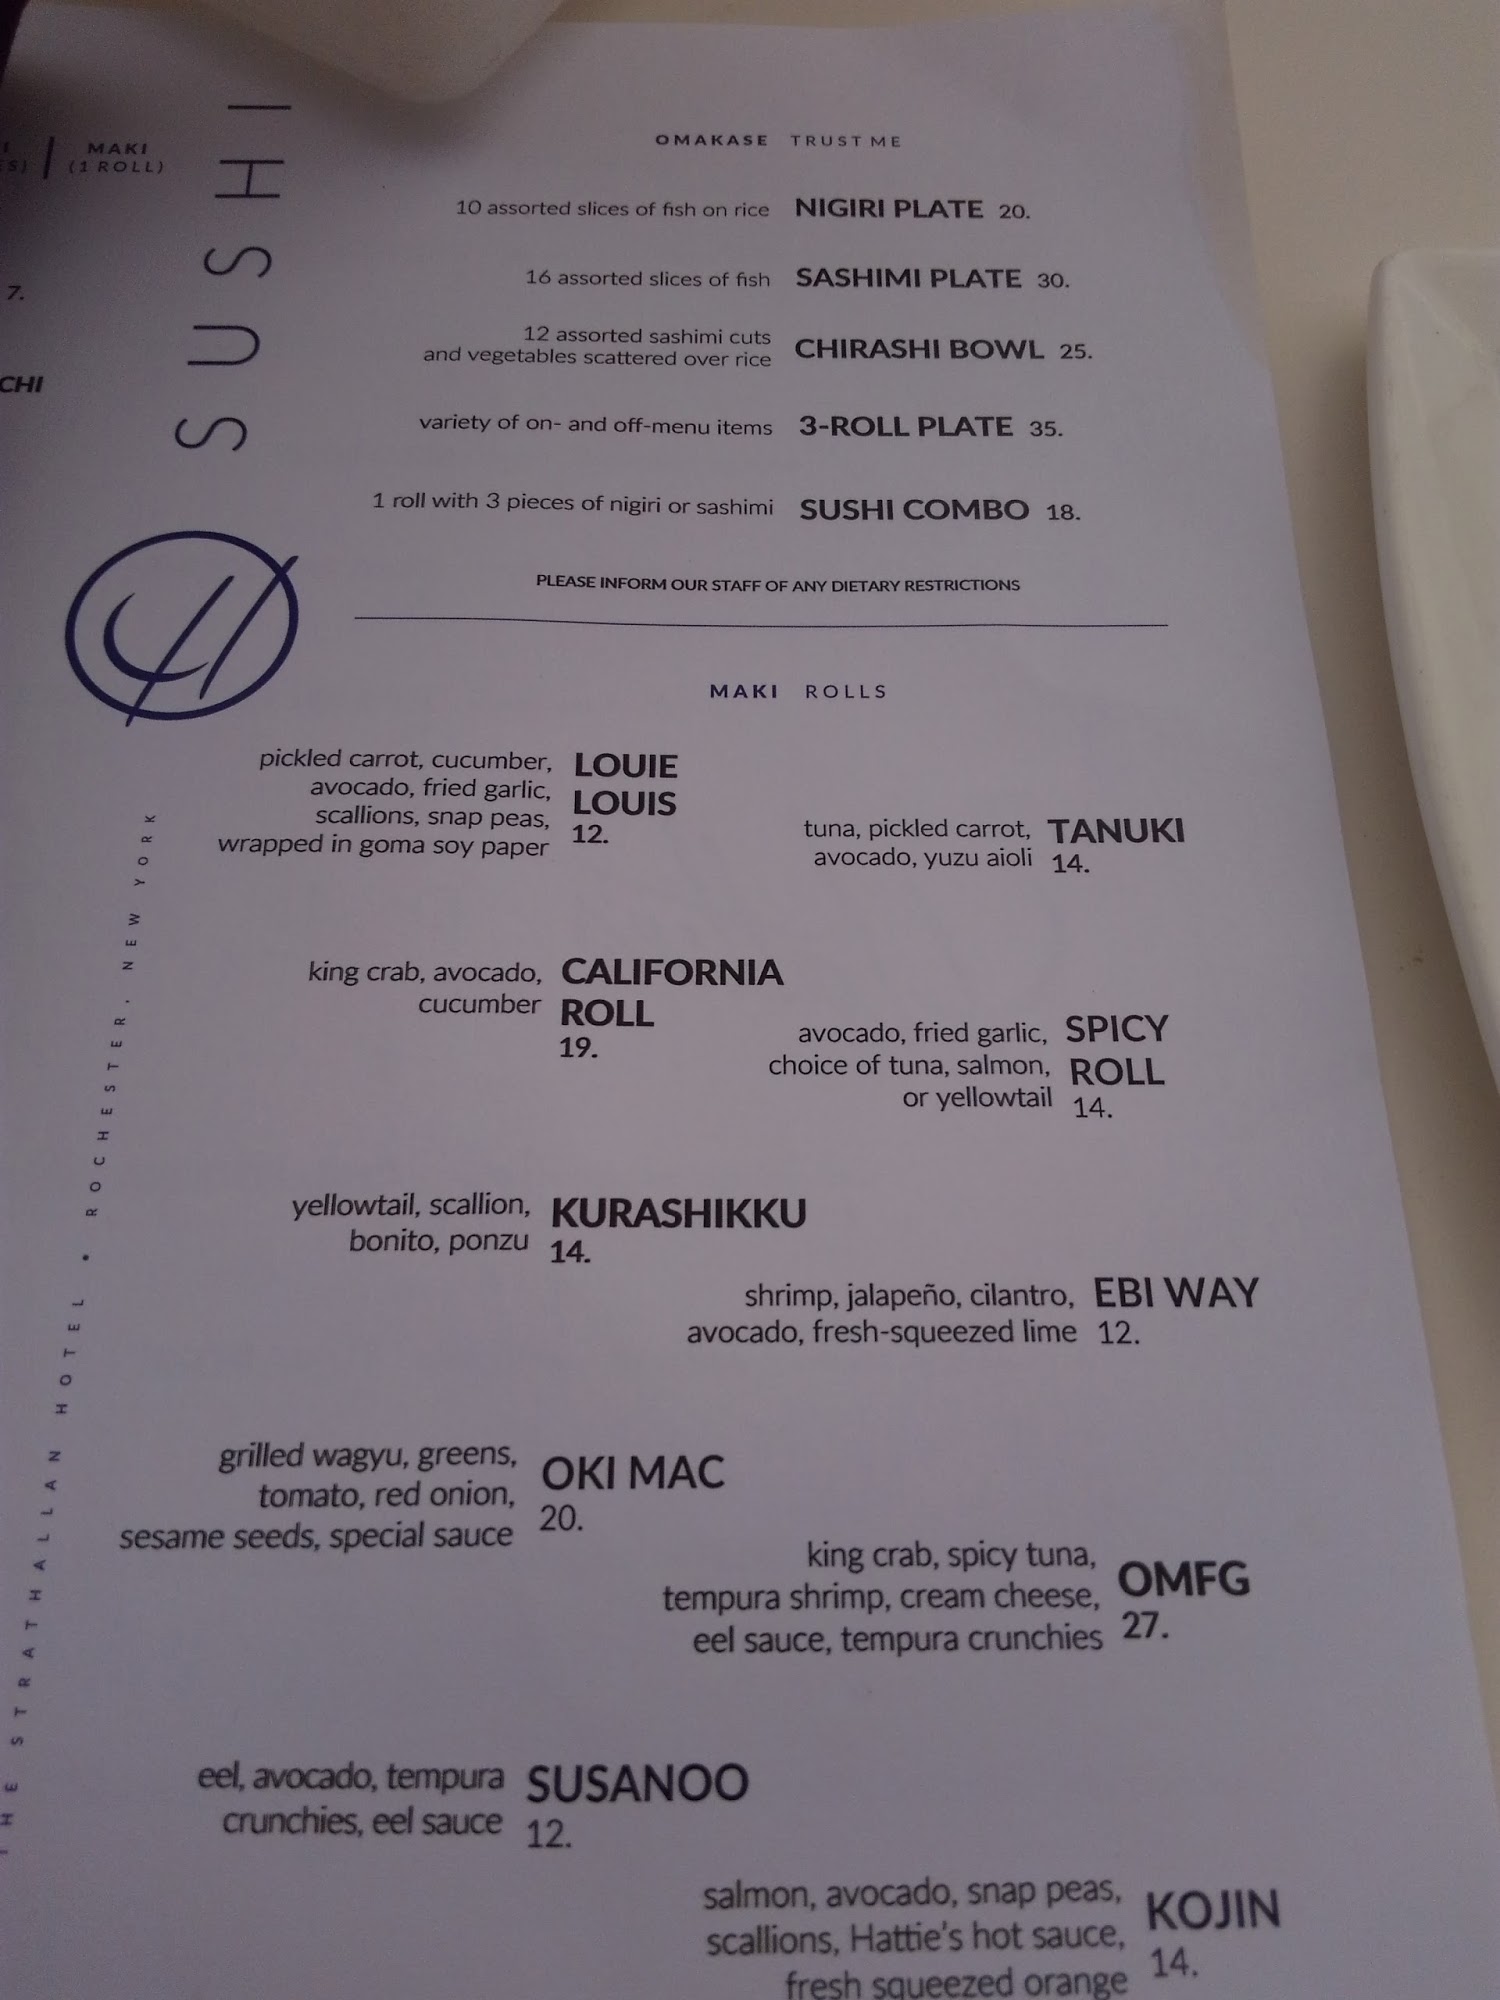 MAKI
(1 ROLL)
7.
CHI
SUSHI
OMAKASE TRUST ME
10 assorted slices of fish on rice NIGIRI PLATE 20.
16 assorted slices of fish SASHIMI PLATE 30.
12 assorted sashimi cuts
and vegetables scattered over rice CHIRASHI BOWL 25.
variety of on- and off-menu items 3-ROLL PLATE 35.
1 roll with 3 pieces of nigiri or sashimi SUSHI COMBO 18.
PLEASE INFORM OUR STAFF OF ANY DIETARY RESTRICTIONS
MAKI ROLLS
pickled carrot, cucumber,
avocado, fried garlic,
scallions, snap peas,
wrapped in goma soy paper
LOUIE
LOUIS
12.
tuna, pickled carrot,
avocado, yuzu aioli
TANUKI
14.
king crab, avocado,
cucumber
CALIFORNIA
ROLL
19.
avocado, fried garlic,
choice of tuna, salmon,
or yellowtail
SPICY
ROLL
14.
yellowtail, scallion,
bonito, ponzu
KURASHIKKU
14.
shrimp, jalapeño, cilantro,
avocado, fresh-squeezed lime
EBI WAY
12.
grilled wagyu, greens,
tomato, red onion,
sesame seeds, special sauce
OKI MAC
20.
king crab, spicy tuna,
tempura shrimp, cream cheese,
eel sauce, tempura crunchies
OMFG
27.
eel, avocado, tempura
crunchies, eel sauce
SUSANOO
12.
salmon, avocado, snap peas,
scallions, Hattie's hot sauce,
fresh squeezed orange
KOJIN
14.
THE STRATHALLAN HOTEL • ROCHESTER, NEW YORK